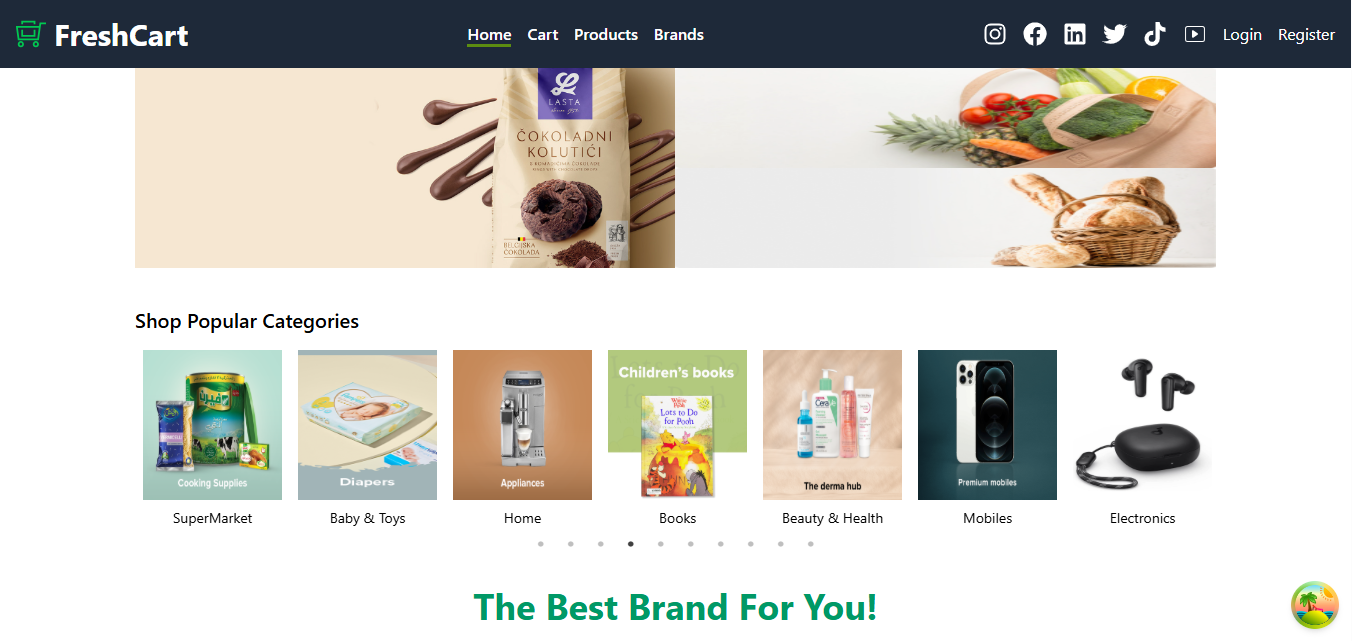 FreshCart
Home Cart Products Brands
Login Register
LASTA
ČOKOLADNI
KOLUTIĆI
BELGIJSKA
ČOKOLADA
Shop Popular Categories
Cooking Supplies
Diapers
Appliances
Children's books
Lots to Do
for Pooh
The derma hub
Premium mobiles
SuperMarket
Baby & Toys
Home
Books
Beauty & Health
Mobiles
Electronics
The Best Brand For You!